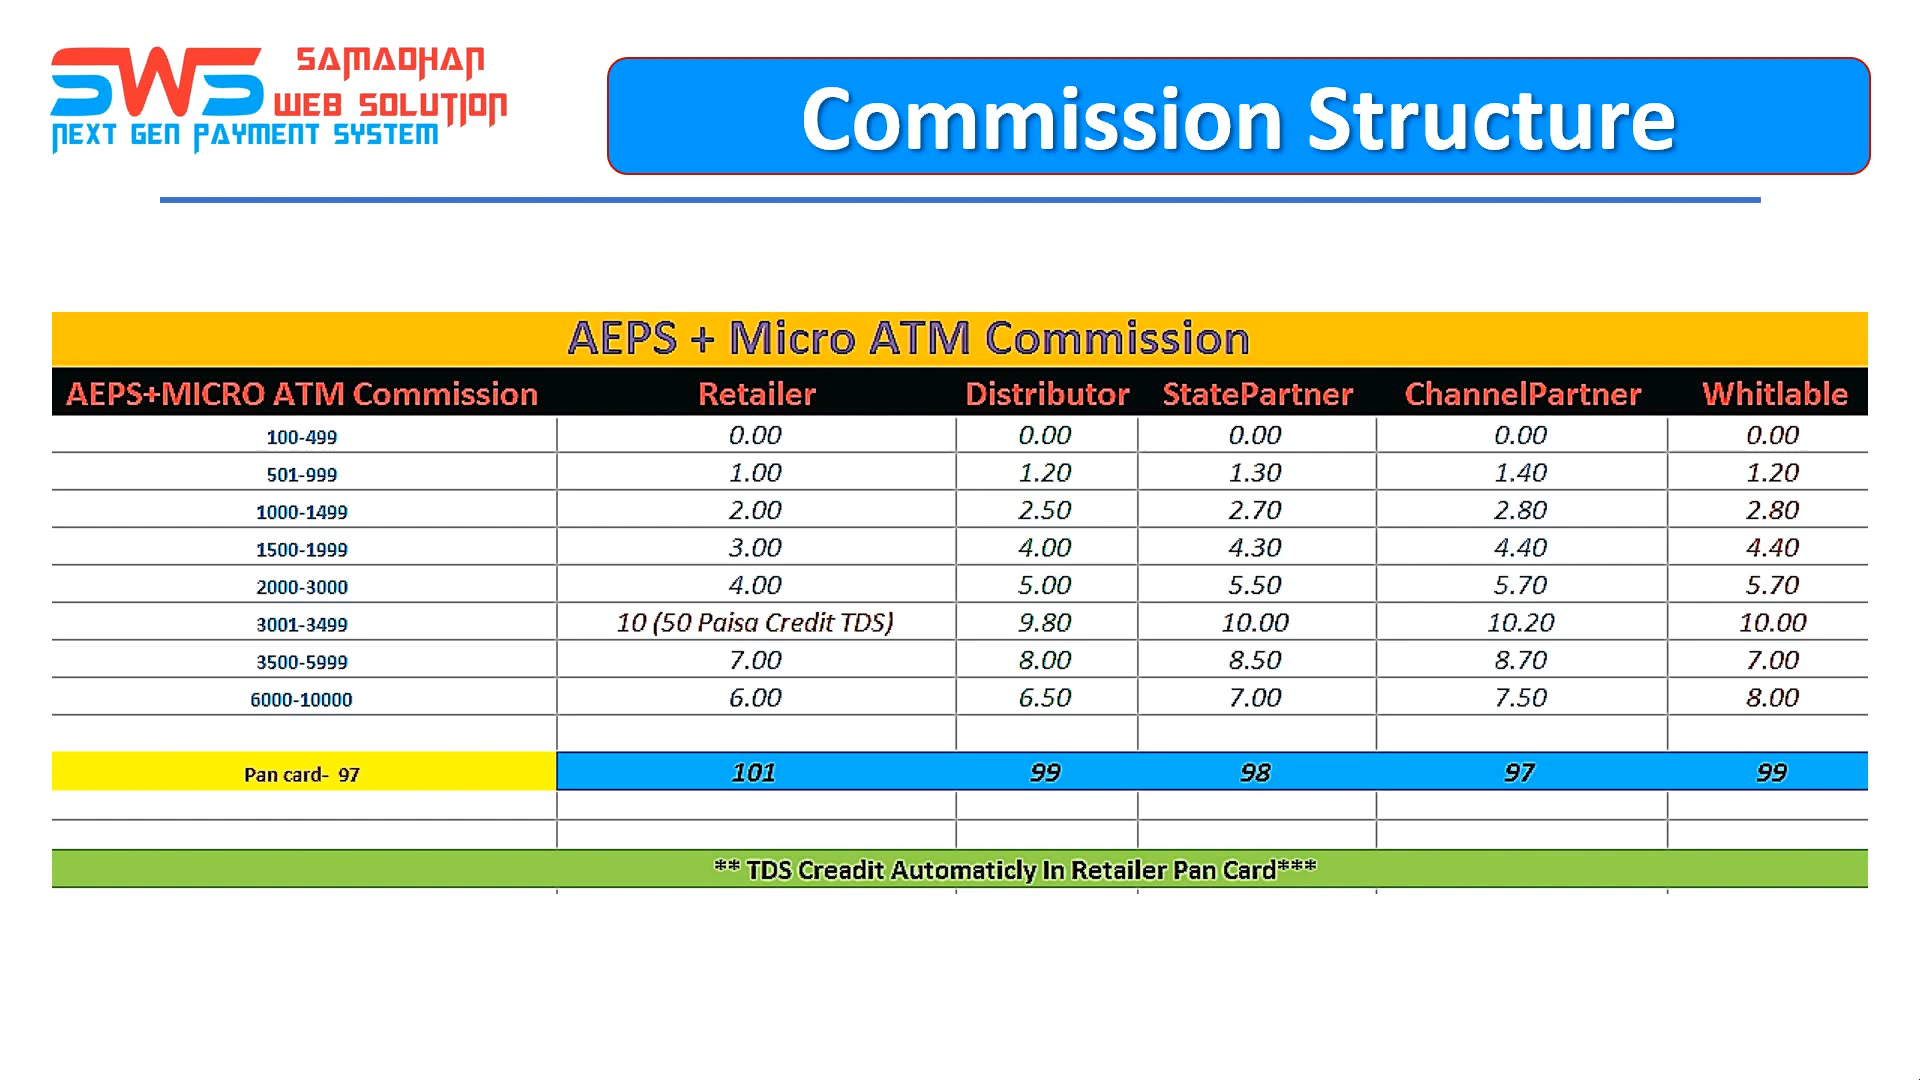 SWS SAMADHAN
WEB SOLUTION
NEXT GEN PAYMENT SYSTEM
Commission Structure
AEPS + Micro ATM Commission
AEPS+MICRO ATM Commission Retailer Distributor StatePartner ChannelPartner Whitlable
100-499 0.00 0.00 0.00 0.00 0.00
501-999 1.00 1.20 1.30 1.40 1.20
1000-1499 2.00 2.50 2.70 2.80 2.80
1500-1999 3.00 4.00 4.30 4.40 4.40
2000-3000 4.00 5.00 5.50 5.70 5.70
3001-3499 10 (50 Paisa Credit TDS) 9.80 10.00 10.20 10.00
3500-5999 7.00 8.00 8.50 8.70 7.00
6000-10000 6.00 6.50 7.00 7.50 8.00
Pan card- 97 101 99 98 97 99
** TDS Creadit Automaticly In Retailer Pan Card***